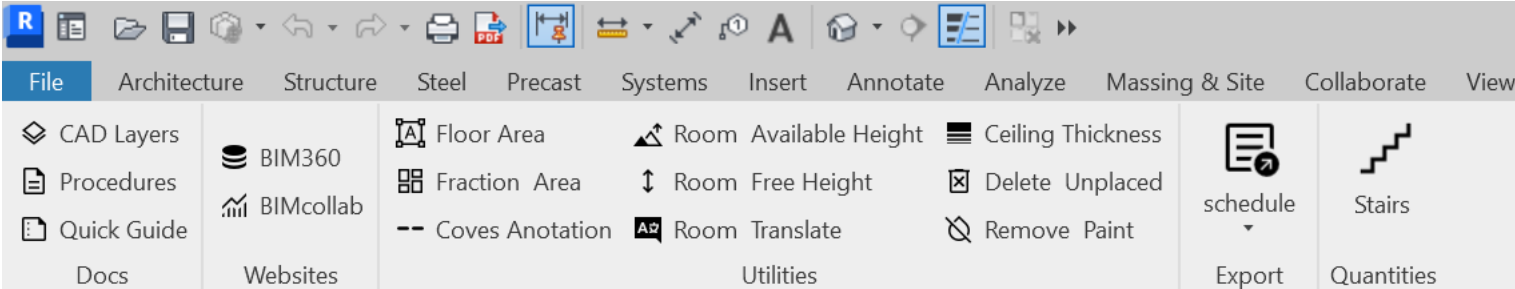 R
PDF
1
A
File Architecture Structure Steel Precast Systems Insert Annotate Analyze Massing & Site Collaborate View
CAD Layers
Procedures
Quick Guide
Docs
BIM360
BIMcollab
Websites
A Floor Area
Fraction Area
Coves Anotation
Room Available Height
Room Free Height
Room Translate
Ceiling Thickness
Delete Unplaced
Remove Paint
Utilities
schedule
Export
Stairs
Quantities